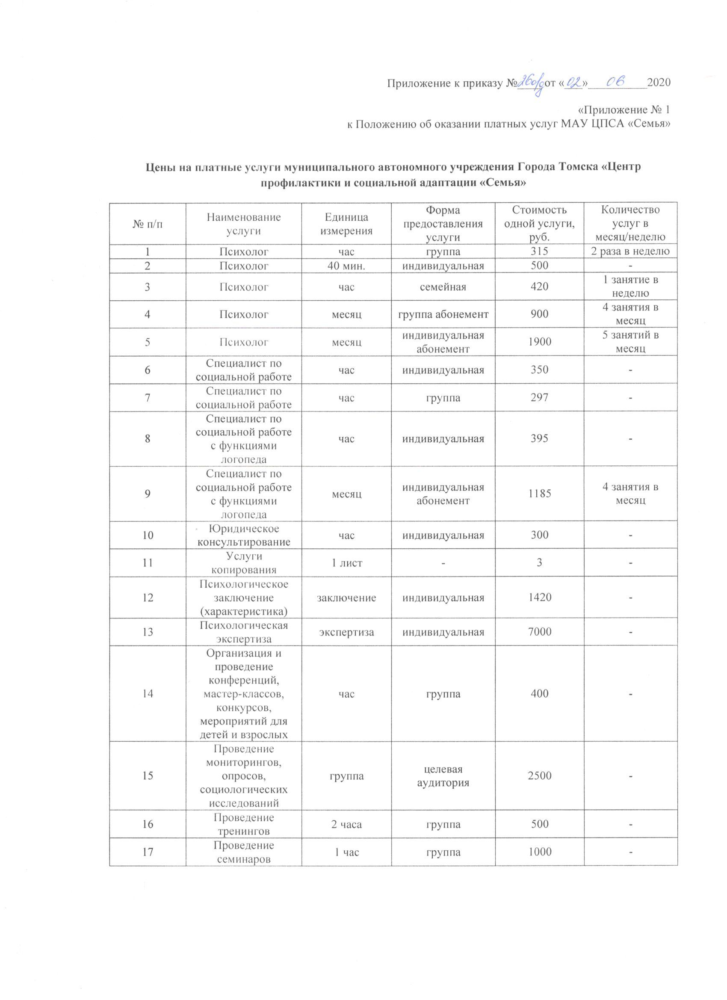 Приложение к приказу №26о/д от «02» 06 2020
«Приложение № 1
к Положению об оказании платных услуг МАУ ЦПСА «Семья»
Цены на платные услуги муниципального автономного учреждения Города Томска «Центр
профилактики и социальной адаптации «Семья»
№ п/п
Наименование
услуги
Единица
измерения
Форма
предоставления
услуги
Стоимость
одной услуги,
руб.
Количество
услуг в
месяц/неделю
1 Психолог час группа 315 2 раза в неделю
2 Психолог 40 мин. индивидуальная 500 -
3 Психолог час семейная 420 1 занятие в
неделю
4 Психолог месяц группа абонемент 900 4 занятия в
месяц
5 Психолог месяц индивидуальная
абонемент
1900 5 занятий в
месяц
6 Специалист по
социальной работе
час индивидуальная 350 -
7 Специалист по
социальной работе
час группа 297 -
8 Специалист по
социальной работе
с функциями
логопеда
час индивидуальная 395 -
9 Специалист по
социальной работе
с функциями
логопеда
месяц индивидуальная
абонемент
1185 4 занятия в
месяц
10 Юридическое
консультирование
час индивидуальная 300 -
11 Услуги
копирования
1 лист - 3 -
12 Психологическое
заключение
(характеристика)
заключение индивидуальная 1420 -
13 Психологическая
экспертиза
экспертиза индивидуальная 7000 -
14 Организация и
проведение
конференций,
мастер-классов,
конкурсов,
мероприятий для
детей и взрослых
час группа 400 -
15 Проведение
мониторингов,
опросов,
социологических
исследований
группа целевая
аудитория
2500 -
16 Проведение
тренингов
2 часа группа 500 -
17 Проведение
семинаров
1 час группа 1000 -